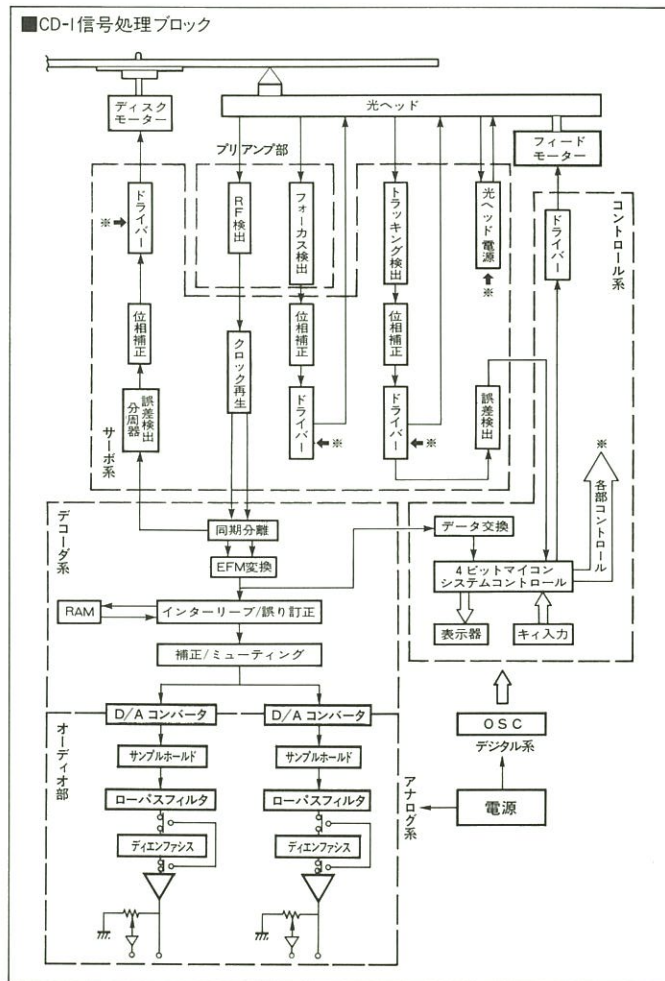 ■CD-I信号処理ブロック
光ヘッド
ディスク
モーター
フィード
モーター
プリアンプ部
コントロール系
ドライバー
※
RF検出
フォーカス検出
トラッキング検出
光ヘッド電源
※
ドライバー
位相補正
クロック再生
位相補正
位相補正
誤差検出
分周器
ドライバー
※
ドライバー
※
誤差検出
サーボ系
※
各部コントロール
デコーダ系
同期分離
データ交換
EFM変換
4ビットマイコン
システムコントロール
RAM
インターリーブ/誤り訂正
表示器
キィ入力
補正/ミューティング
D/Aコンバータ
D/Aコンバータ
OSC
デジタル系
オーディオ部
サンプルホールド
サンプルホールド
アナログ系
電源
ローパスフィルタ
ローパスフィルタ
ディエンファシス
ディエンファシス